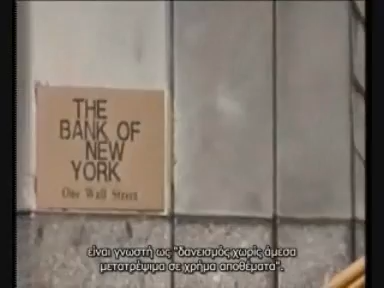 THE
BANK OF
NEW
YORK
One Wall Street
είναι γνωστή ως "δανεισμός χωρίς άμεσα
μετατρέψιμα σε χρήμα αποθέματα".